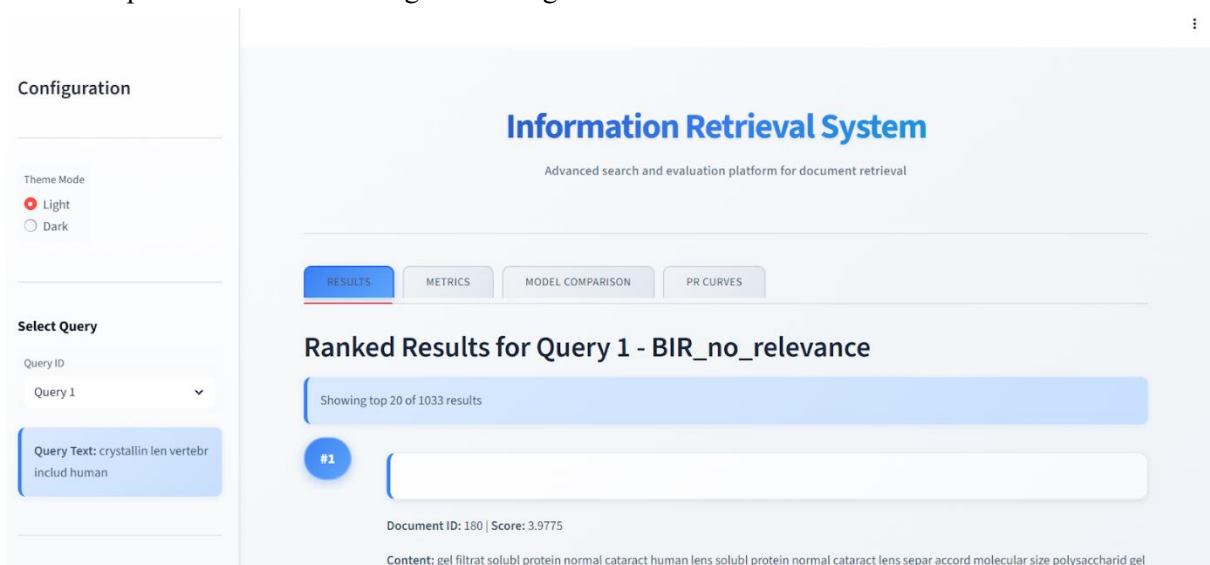 Configuration
Theme Mode
Light
Dark
Select Query
Query ID
Query 1
Query Text: crystallin len vertebr
includ human
Information Retrieval System
Advanced search and evaluation platform for document retrieval
RESULTS
METRICS
MODEL COMPARISON
PR CURVES
Ranked Results for Query 1 - BIR_no_relevance
Showing top 20 of 1033 results
#1
Document ID: 180 | Score: 3.9775
Content: gel filtrat solubl protein normal cataract human lens solubl protein normal cataract lens separ accord molecular size polysaccharid gel